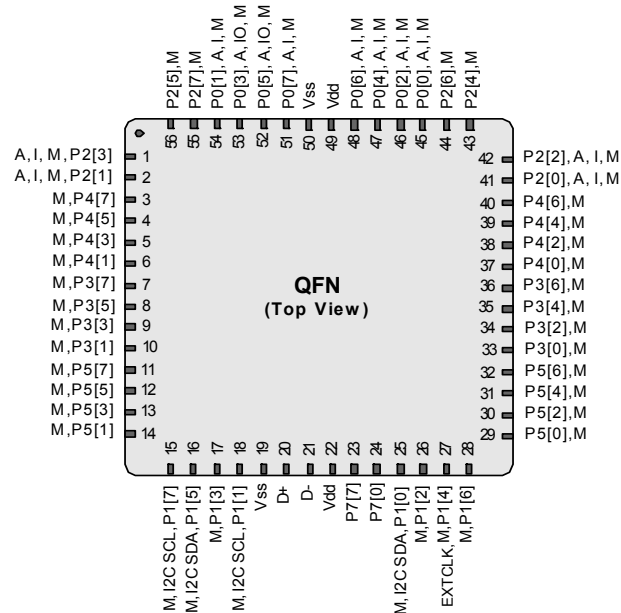 P2[5],M
P2[7],M
P0[1], A, I, M
P0[3], A, IO, M
P0[5], A, IO, M
P0[7], A, I, M
Vss
Vdd
P0[6], A, I, M
P0[4], A, I, M
P0[2], A, I, M
P0[0], A, I, M
P2[6],M
P2[4],M
56
55
54
53
52
51
50
49
48
47
46
45
44
43
A, I, M, P2[3] 1
A, I, M, P2[1] 2
M, P4[7] 3
M, P4[5] 4
M, P4[3] 5
M, P4[1] 6
M, P3[7] 7
M, P3[5] 8
M, P3[3] 9
M, P3[1] 10
M, P5[7] 11
M, P5[5] 12
M, P5[3] 13
M, P5[1] 14
QFN
(Top View)
42 P2[2], A, I, M
41 P2[0], A, I, M
40 P4[6], M
39 P4[4], M
38 P4[2], M
37 P4[0], M
36 P3[6], M
35 P3[4], M
34 P3[2], M
33 P3[0], M
32 P5[6], M
31 P5[4], M
30 P5[2], M
29 P5[0], M
15
16
17
18
19
20
21
22
23
24
25
26
27
28
M, I2C SCL, P1[7]
M, I2C SDA, P1[5]
M, P1[3]
M, I2C SCL, P1[1]
Vss
D+
D-
Vdd
P7[7]
P7[0]
M, I2C SDA, P1[0]
M, P1[2]
EXTCLK, M, P1[4]
M, P1[6]